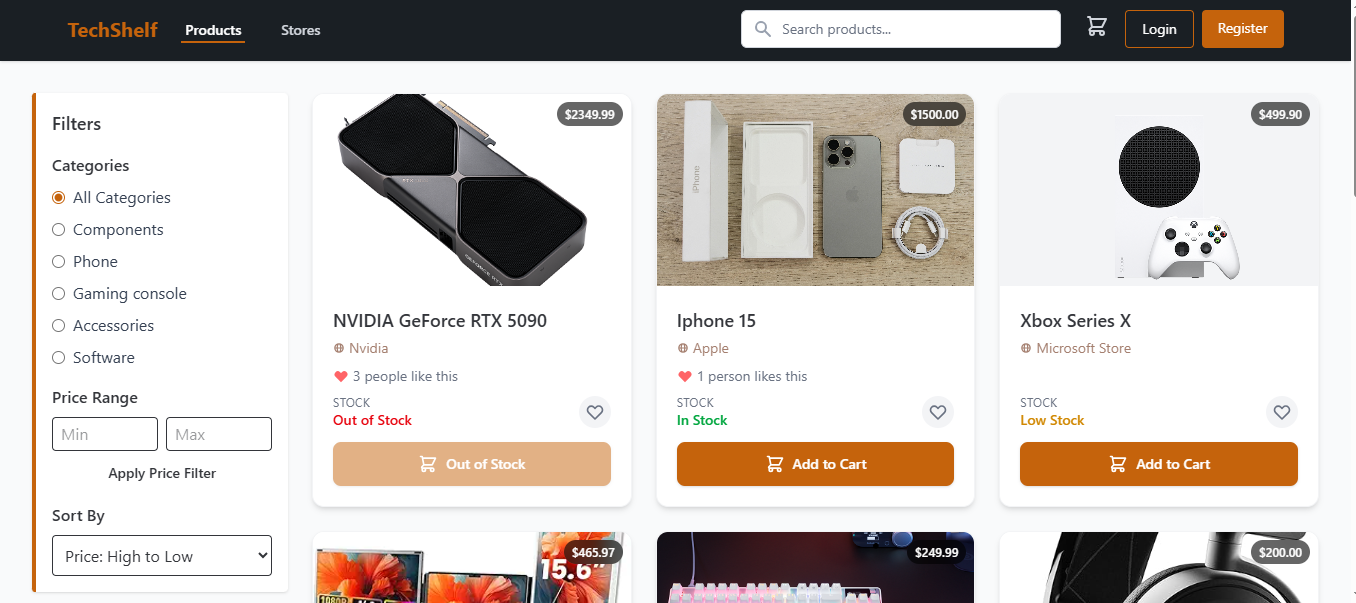 TechShelf
Products
Stores
Search products...
Login
Register
Filters
Categories
All Categories
Components
Phone
Gaming console
Accessories
Software
Price Range
Min
Max
Apply Price Filter
Sort By
Price: High to Low
$2349.99
NVIDIA GeForce RTX 5090
Nvidia
3 people like this
STOCK
Out of Stock
Out of Stock
$1500.00
iPhone
Iphone 15
Apple
1 person likes this
STOCK
In Stock
Add to Cart
$499.90
Xbox Series X
Microsoft Store
STOCK
Low Stock
Add to Cart
$465.97
15.6"
1080P
$249.99
$200.00